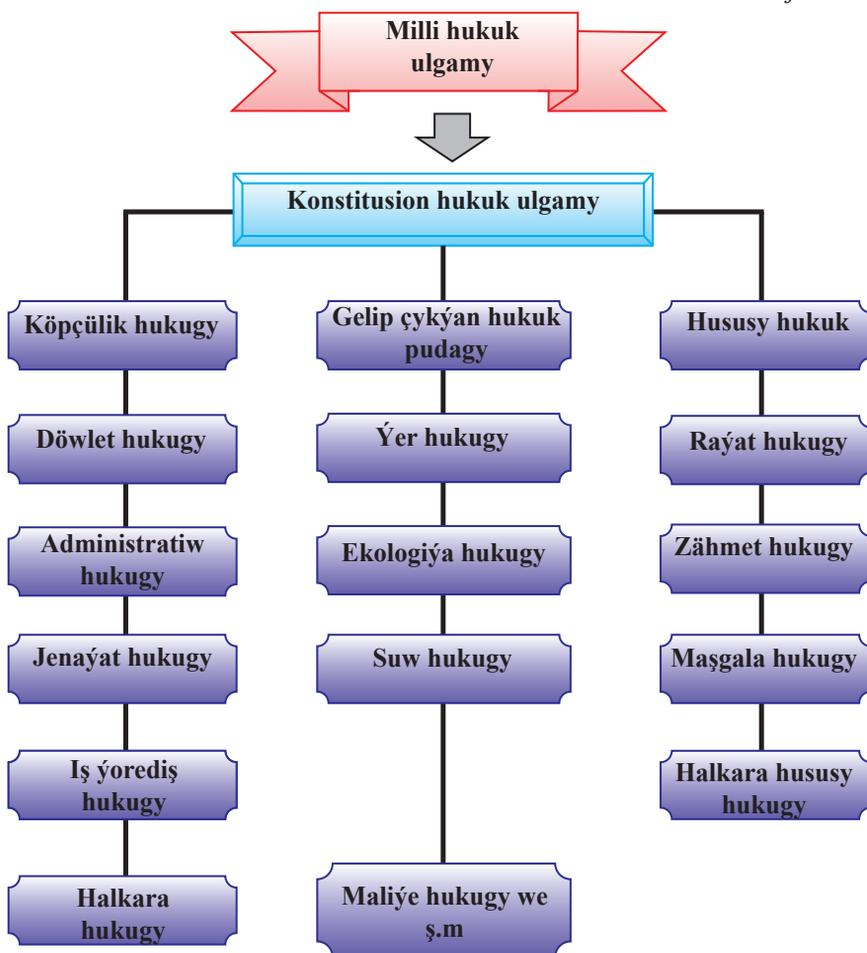 Milli hukuk
ulgamy
Konstitusion hukuk ulgamy
Köpçülik hukugy
Döwlet hukugy
Administratiw
hukugy
Jenaýat hukugy
Iş ýorediş
hukugy
Halkara
hukugy
Gelip çykýan hukuk
pudagy
Ýer hukugy
Ekologiýa hukugy
Suw hukugy
Maliýe hukugy we
ş.m
Hususy hukuk
Raýat hukugy
Zähmet hukugy
Maşgala hukugy
Halkara hususy
hukugy